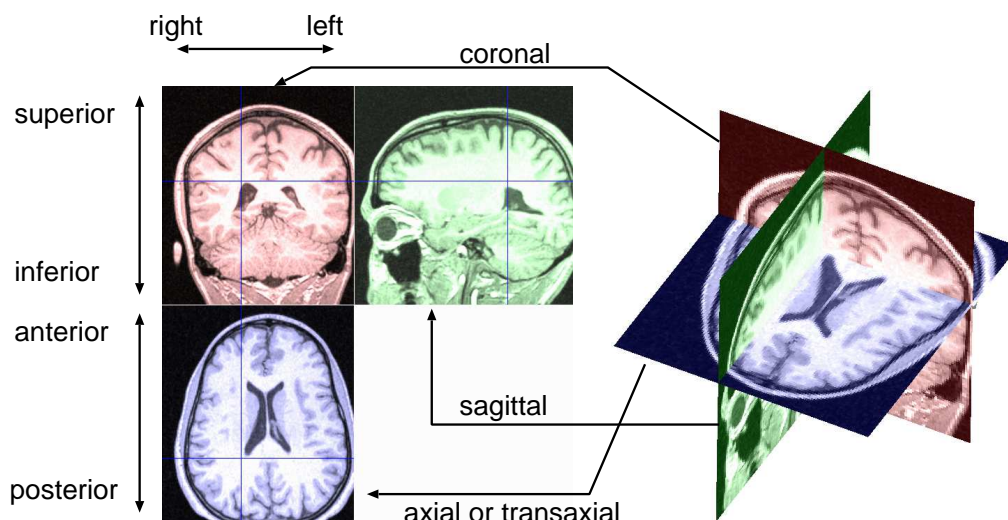 right left
coronal
superior
inferior
anterior
sagittal
posterior
axial or transaxial